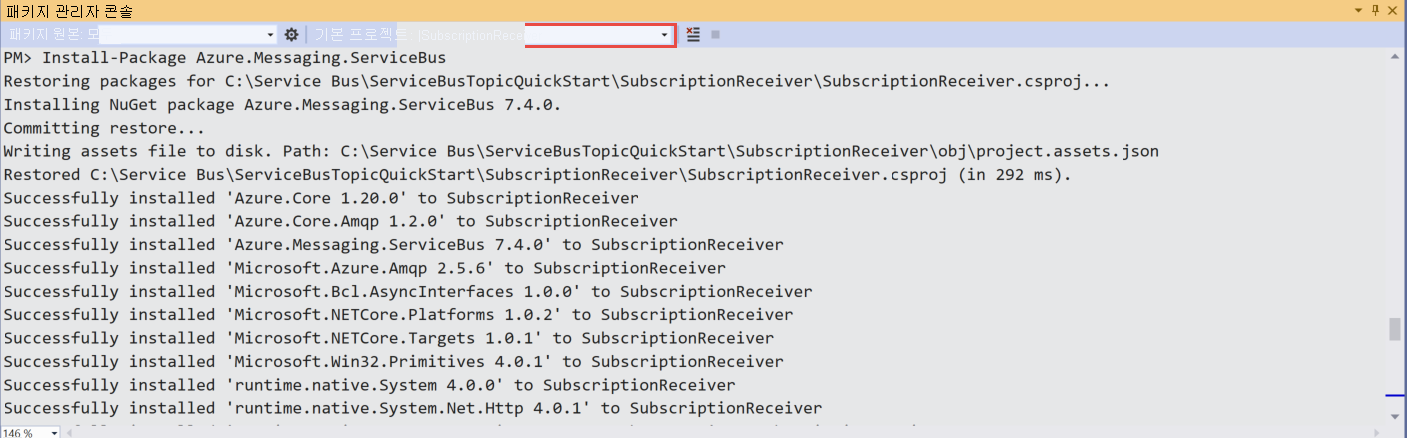 패키지 관리자 콘솔
패키지 원본: 모 기본 프로젝트 (SubscriptionRecei
PM> Install-Package Azure.Messaging.ServiceBus
Restoring packages for C:\Service Bus\ServiceBusTopicQuickStart\SubscriptionReceiver\SubscriptionReceiver.csproj...
Installing NuGet package Azure.Messaging.ServiceBus 7.4.0.
Committing restore...
Writing assets file to disk. Path: C:\Service Bus\ServiceBusTopicQuickStart\SubscriptionReceiver\obj\project.assets.json
Restored C:\Service Bus\ServiceBusTopicQuickStart\SubscriptionReceiver\SubscriptionReceiver.csproj (in 292 ms).
Successfully installed 'Azure.Core 1.20.0' to SubscriptionReceiver
Successfully installed 'Azure.Core.Amqp 1.2.0' to SubscriptionReceiver
Successfully installed 'Azure.Messaging.ServiceBus 7.4.0' to SubscriptionReceiver
Successfully installed 'Microsoft.Azure.Amqp 2.5.6' to SubscriptionReceiver
Successfully installed 'Microsoft.Bcl.AsyncInterfaces 1.0.0' to SubscriptionReceiver
Successfully installed 'Microsoft.NETCore.Platforms 1.0.2' to SubscriptionReceiver
Successfully installed 'Microsoft.NETCore.Targets 1.0.1' to SubscriptionReceiver
Successfully installed 'Microsoft.Win32.Primitives 4.0.1' to SubscriptionReceiver
Successfully installed 'runtime.native.System 4.0.0' to SubscriptionReceiver
Successfully installed 'runtime.native.System.Net.Http 4.0.1' to SubscriptionReceiver
146 %